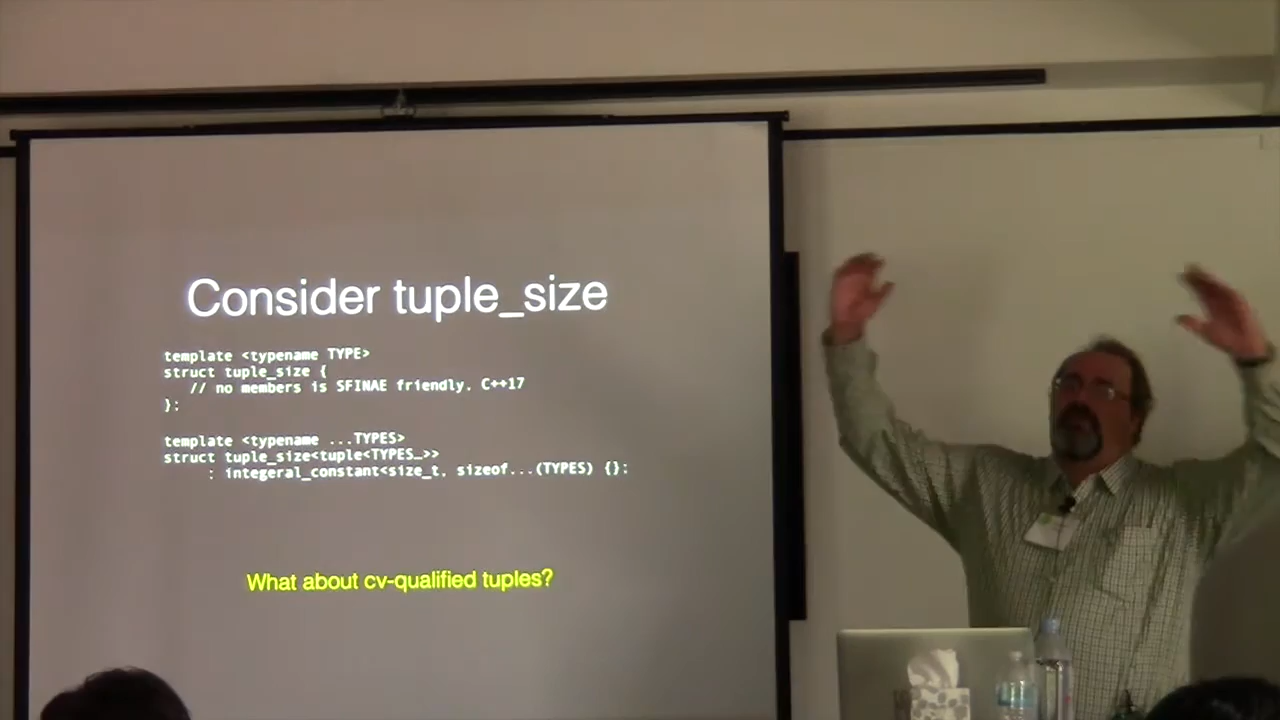 Consider tuple_size
template <typename TYPE>
struct tuple_size {
// no members is SFINAE friendly, C++17
};
template <typename ...TYPES>
struct tuple_size<tuple<TYPES…>>
: integeral_constant<size_t, sizeof...(TYPES) {};
What about cv-qualified tuples?